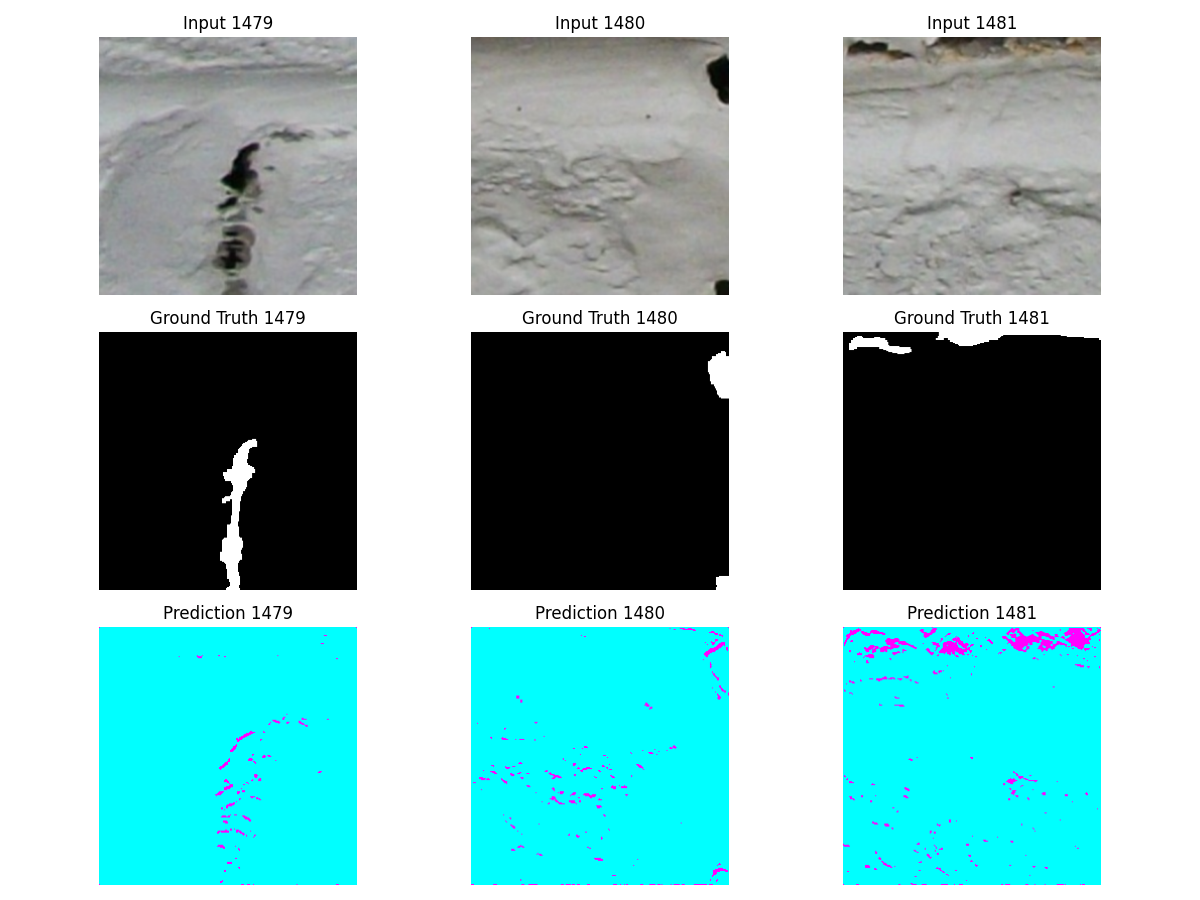 Input 1479
Input 1480
Input 1481
Ground Truth 1479
Ground Truth 1480
Ground Truth 1481
Prediction 1479
Prediction 1480
Prediction 1481